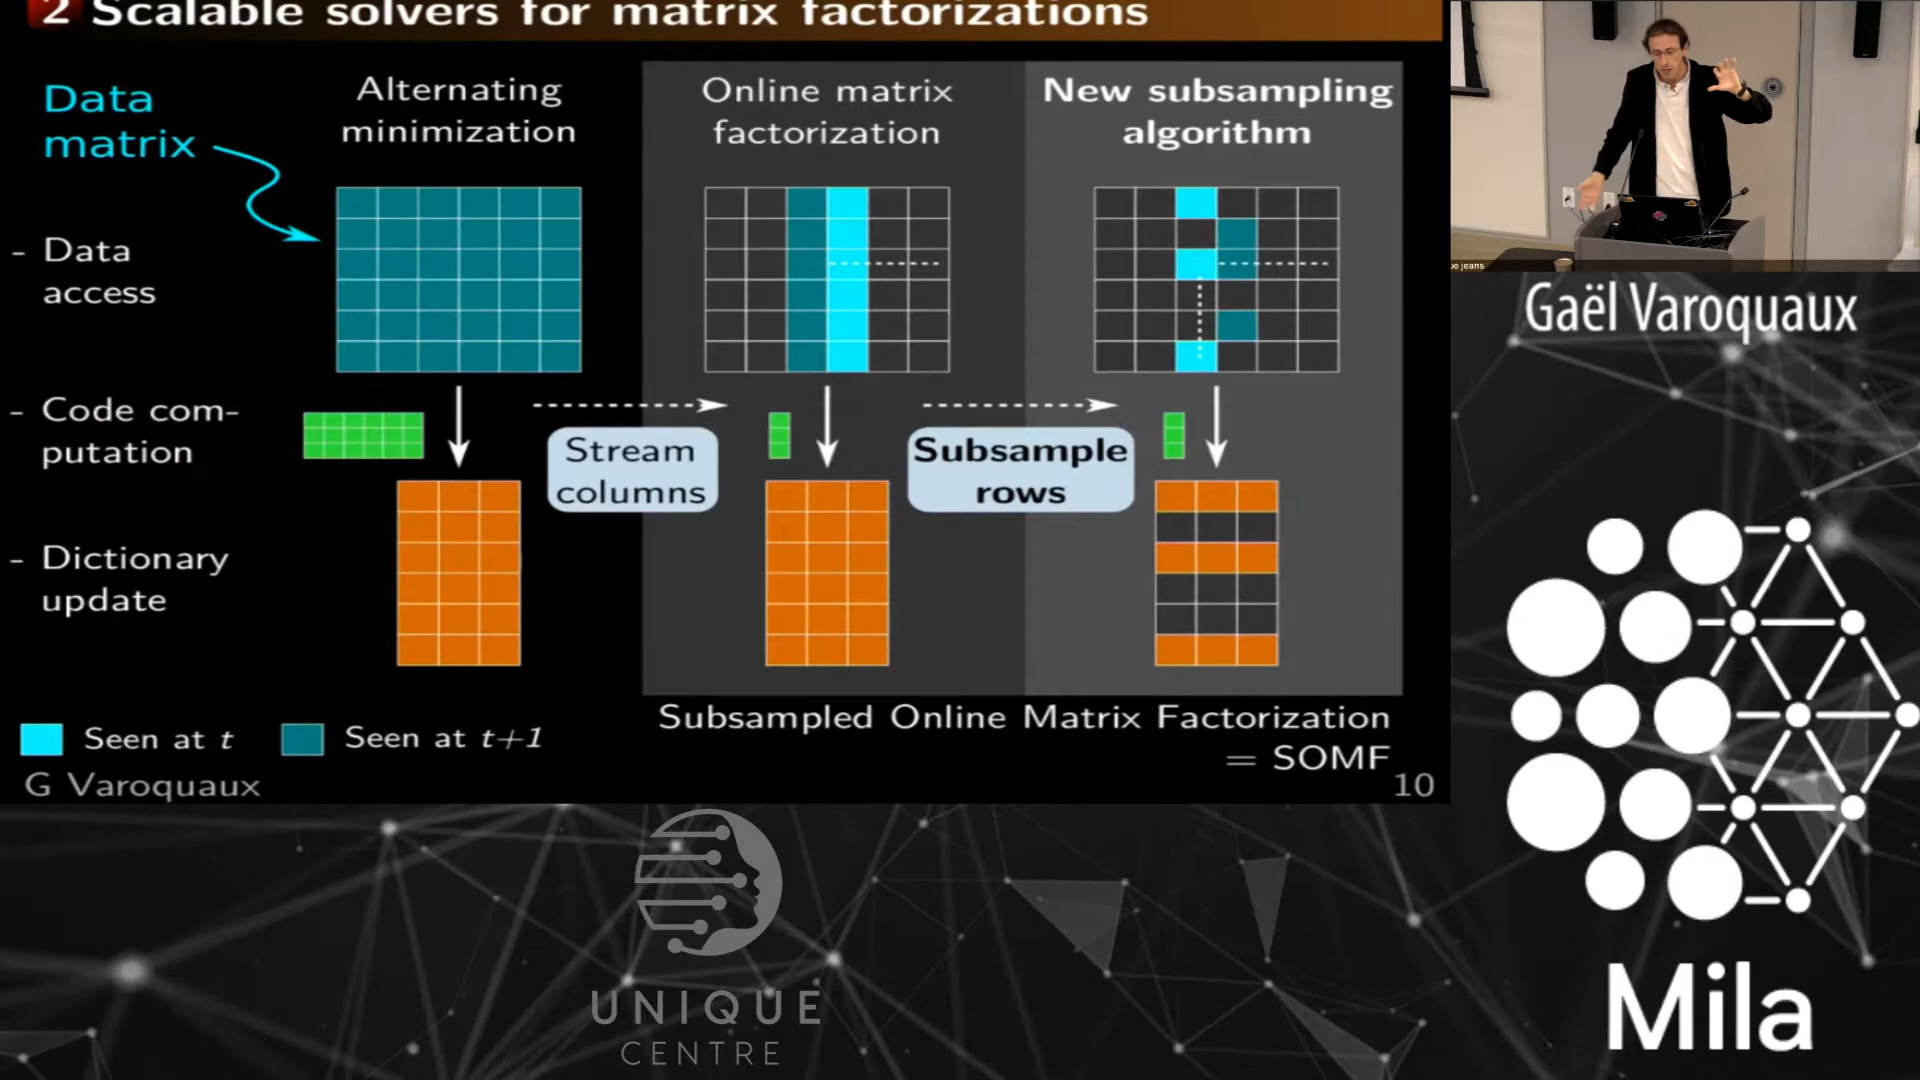 2 Scalable solvers for matrix factorizations
Data
matrix
Alternating
minimization
Online matrix
factorization
New subsampling
algorithm
- Data
access
- Code com-
putation
Stream
columns
Subsample
rows
- Dictionary
update
Subsampled Online Matrix Factorization
= SOMF
Seen at t
Seen at t+1
G Varoquaux
10
jeans
Gaël Varoquaux
UNIQUE
CENTRE
Mila